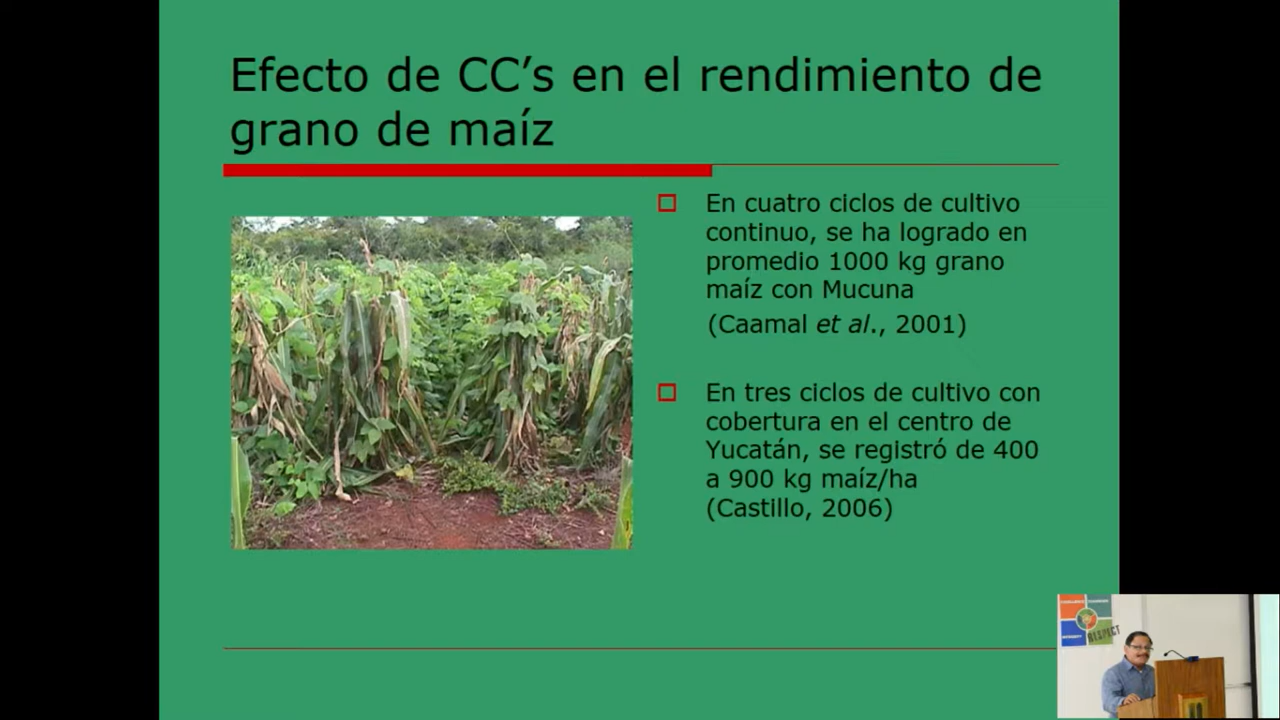 Efecto de CC’s en el rendimiento de
grano de maíz
En cuatro ciclos de cultivo
continuo, se ha logrado en
promedio 1000 kg grano
maíz con Mucuna
(Caamal et al., 2001)
En tres ciclos de cultivo con
cobertura en el centro de
Yucatán, se registró de 400
a 900 kg maíz/ha
(Castillo, 2006)
RESPECT